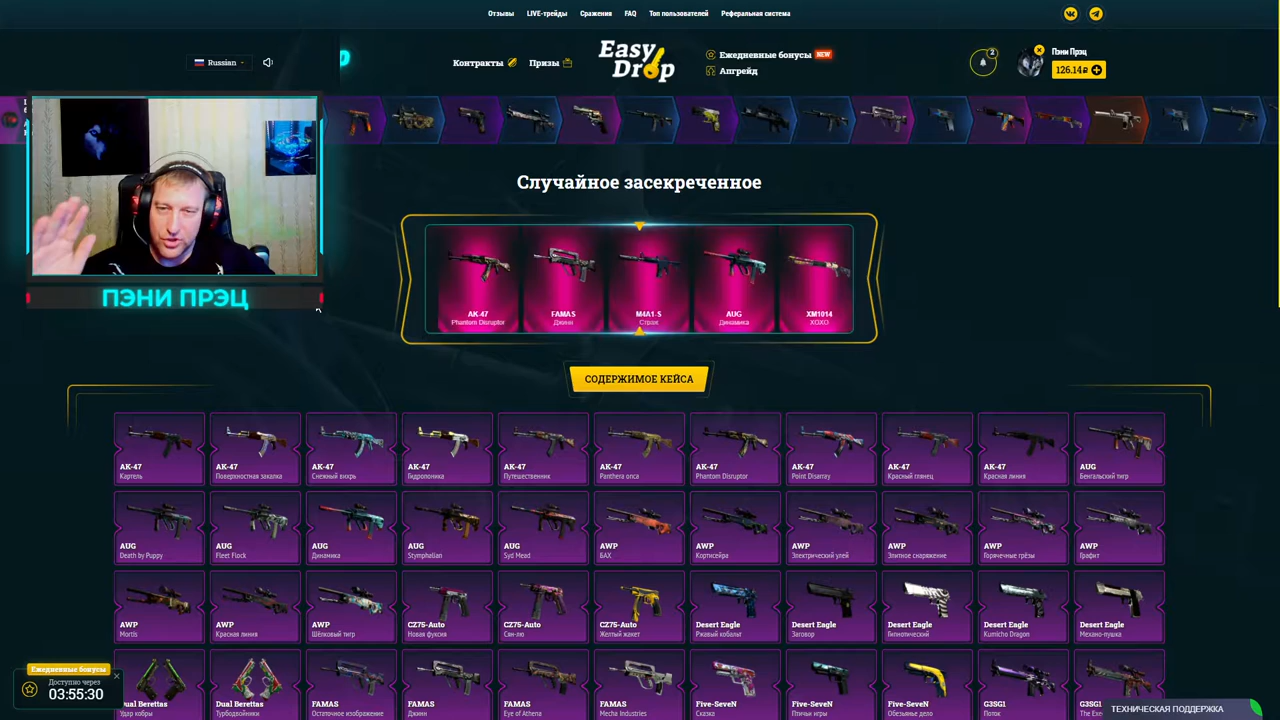 Отзывы LIVE-трейды Сражения FAQ Топ пользователей Реферальная система
Russian
Контракты Призы
Easy Drop
Ежедневные бонусы NEW
Апгрейд
2
Пэни Прэц
126.14₽
ПЭНИ ПРЭЦ
Случайное засекреченное
AK-47 FAMAS M4A1-S AUG XM1014
Phantom Disruptor Джинн Страж Динамика XOXO
СОДЕРЖИМОЕ КЕЙСА
AK-47 AK-47 AK-47 AK-47 AK-47 AK-47 AK-47 AK-47 AK-47 AK-47 AUG
Картель Поверхностная закалка Снежный вихрь Гидропоника Путешественник Panthera onca Phantom Disruptor Point Disarray Красный глянец Красная линия Бенгальский тигр
AUG AUG AUG AUG AUG AWP AWP AWP AWP AWP AWP
Death by Puppy Fleet Flock Динамика Stymphalian Syd Mead БАХ Кортисейра Электрический улей Элитное снаряжение Горячечные грёзы Графит
AWP AWP AWP CZ75-Auto CZ75-Auto CZ75-Auto Desert Eagle Desert Eagle Desert Eagle Desert Eagle Desert Eagle
Mortis Красная линия Шёлковый тигр Новая фуксия Сян-лю Желтый жакет Ржавый кобальт Заговор Гипнотический Kumicho Dragon Механо-пушка
Dual Berettas Dual Berettas FAMAS FAMAS FAMAS FAMAS Five-SeveN Five-SeveN Five-SeveN G3SG1 G3SG1
Удар кобры Турбодвойники Остаточное изображение Джинн Eye of Athena Mecha Industries Сказка Птичьи игры Обезьянье дело Поток The Exe
Ежедневные бонусы
Доступно через
03:55:30
ТЕХНИЧЕСКАЯ ПОДДЕРЖКА